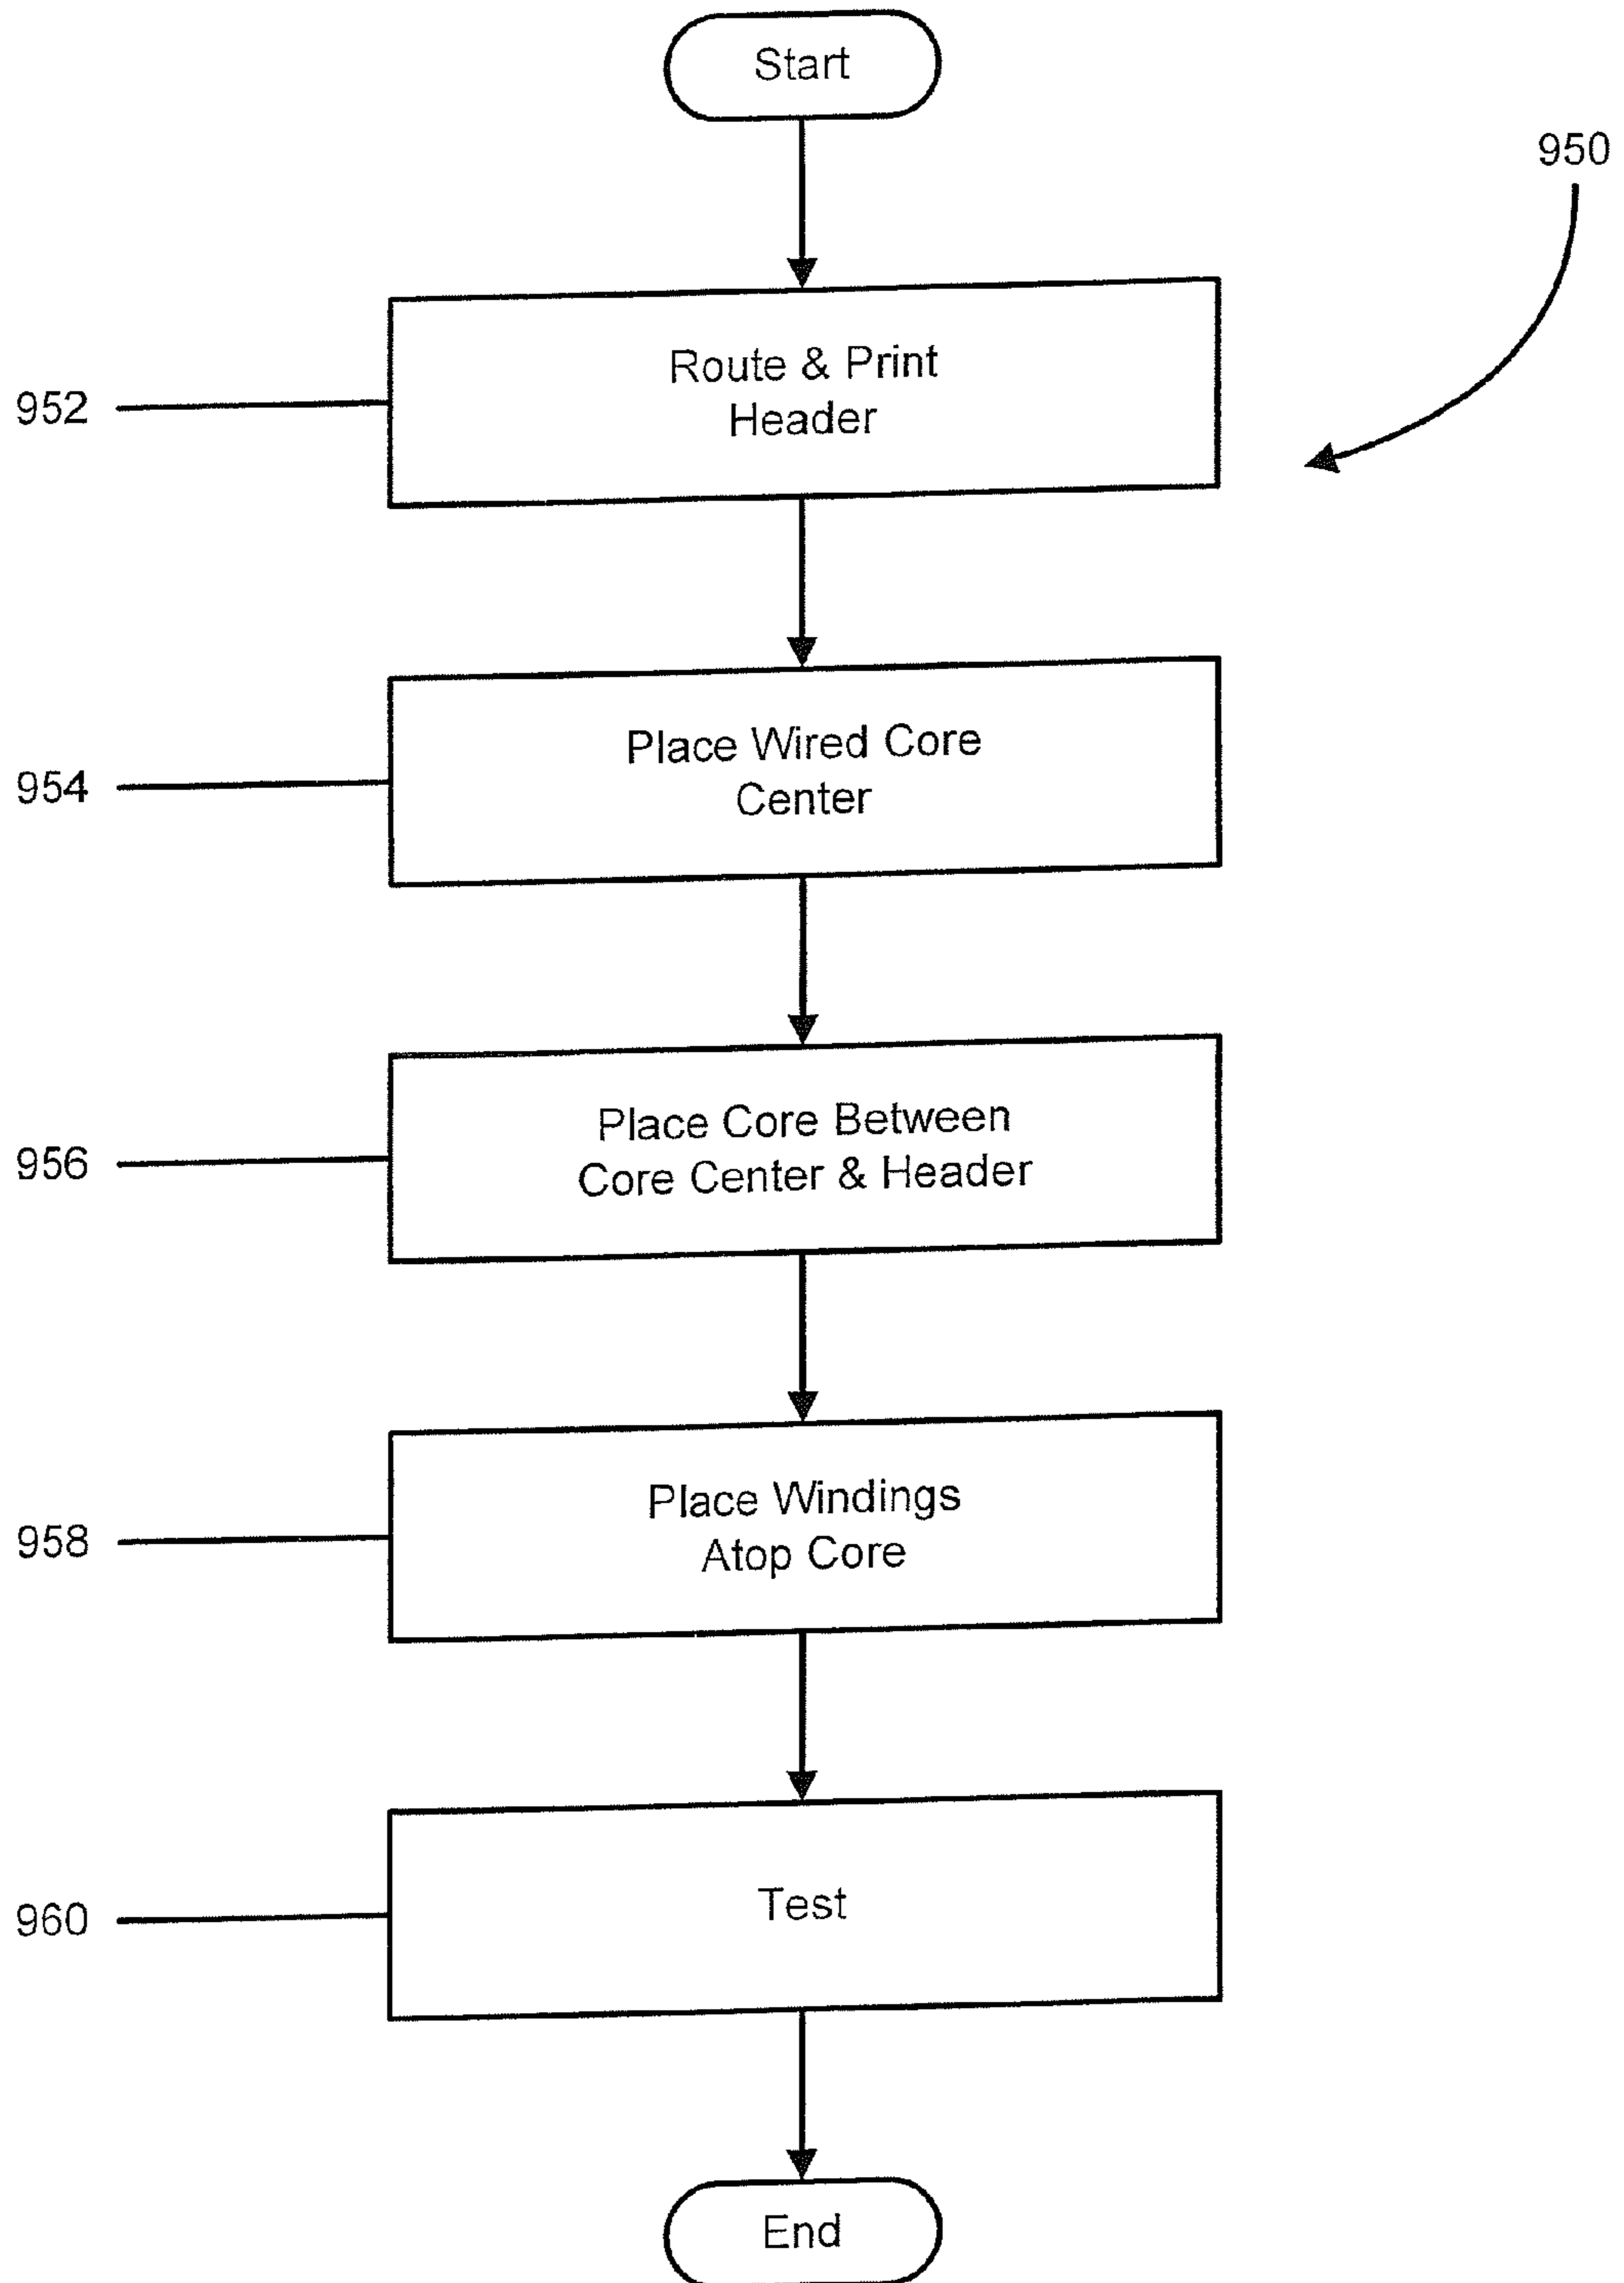 Start
950
Route & Print
Header
952
Place Wired Core
Center
954
Place Core Between
Core Center & Header
956
Place Windings
Atop Core
958
Test
960
End